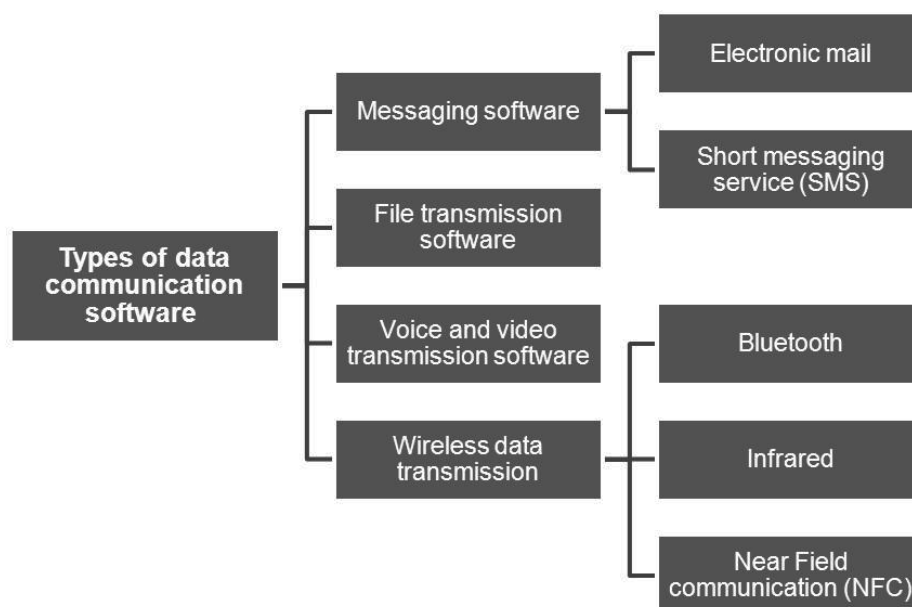 Types of data
communication
software
Messaging software
Electronic mail
Short messaging
service (SMS)
File transmission
software
Voice and video
transmission software
Wireless data
transmission
Bluetooth
Infrared
Near Field
communication (NFC)